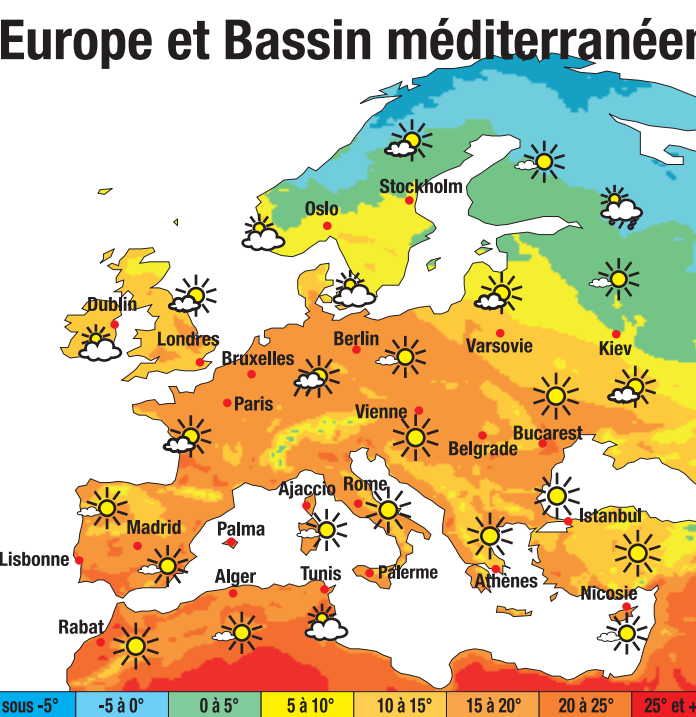 Europe et Bassin méditerranéen
Stockholm
Oslo
Dublin
Londres
Berlin
Varsovie
Kiev
Bruxelles
Paris
Vienne
Bucarest
Belgrade
Ajaccio
Rome
Madrid
Palma
Istanbul
Lisbonne
Alger
Tunis
Palerme
Athènes
Nicosie
Rabat
sous -5° -5 à 0° 0 à 5° 5 à 10° 10 à 15° 15 à 20° 20 à 25° 25° et +